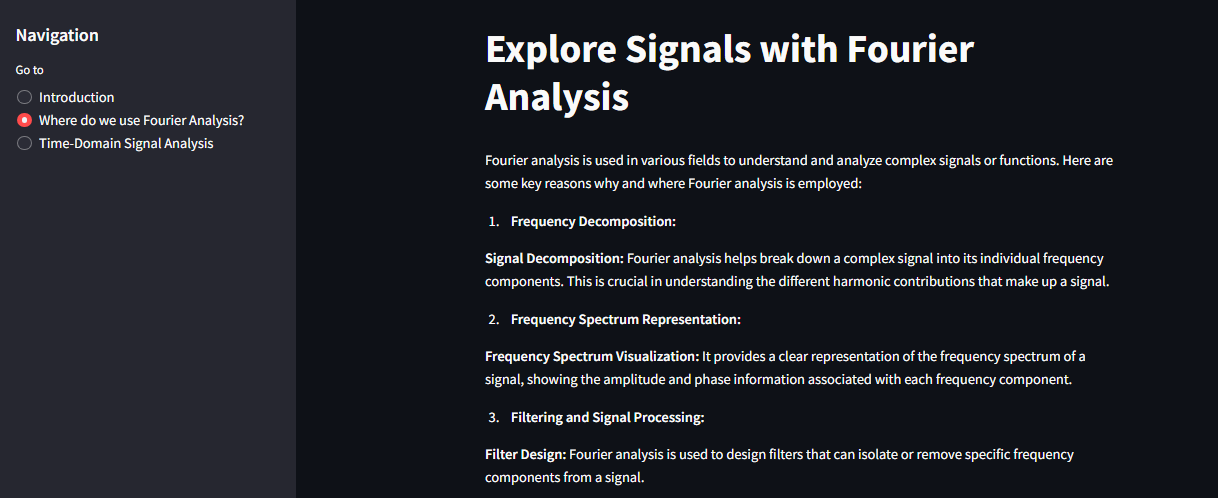 Navigation
Go to
Introduction
Where do we use Fourier Analysis?
Time-Domain Signal Analysis
Explore Signals with Fourier
Analysis
Fourier analysis is used in various fields to understand and analyze complex signals or functions. Here are
some key reasons why and where Fourier analysis is employed:
1. Frequency Decomposition:
Signal Decomposition: Fourier analysis helps break down a complex signal into its individual frequency
components. This is crucial in understanding the different harmonic contributions that make up a signal.
2. Frequency Spectrum Representation:
Frequency Spectrum Visualization: It provides a clear representation of the frequency spectrum of a
signal, showing the amplitude and phase information associated with each frequency component.
3. Filtering and Signal Processing:
Filter Design: Fourier analysis is used to design filters that can isolate or remove specific frequency
components from a signal.